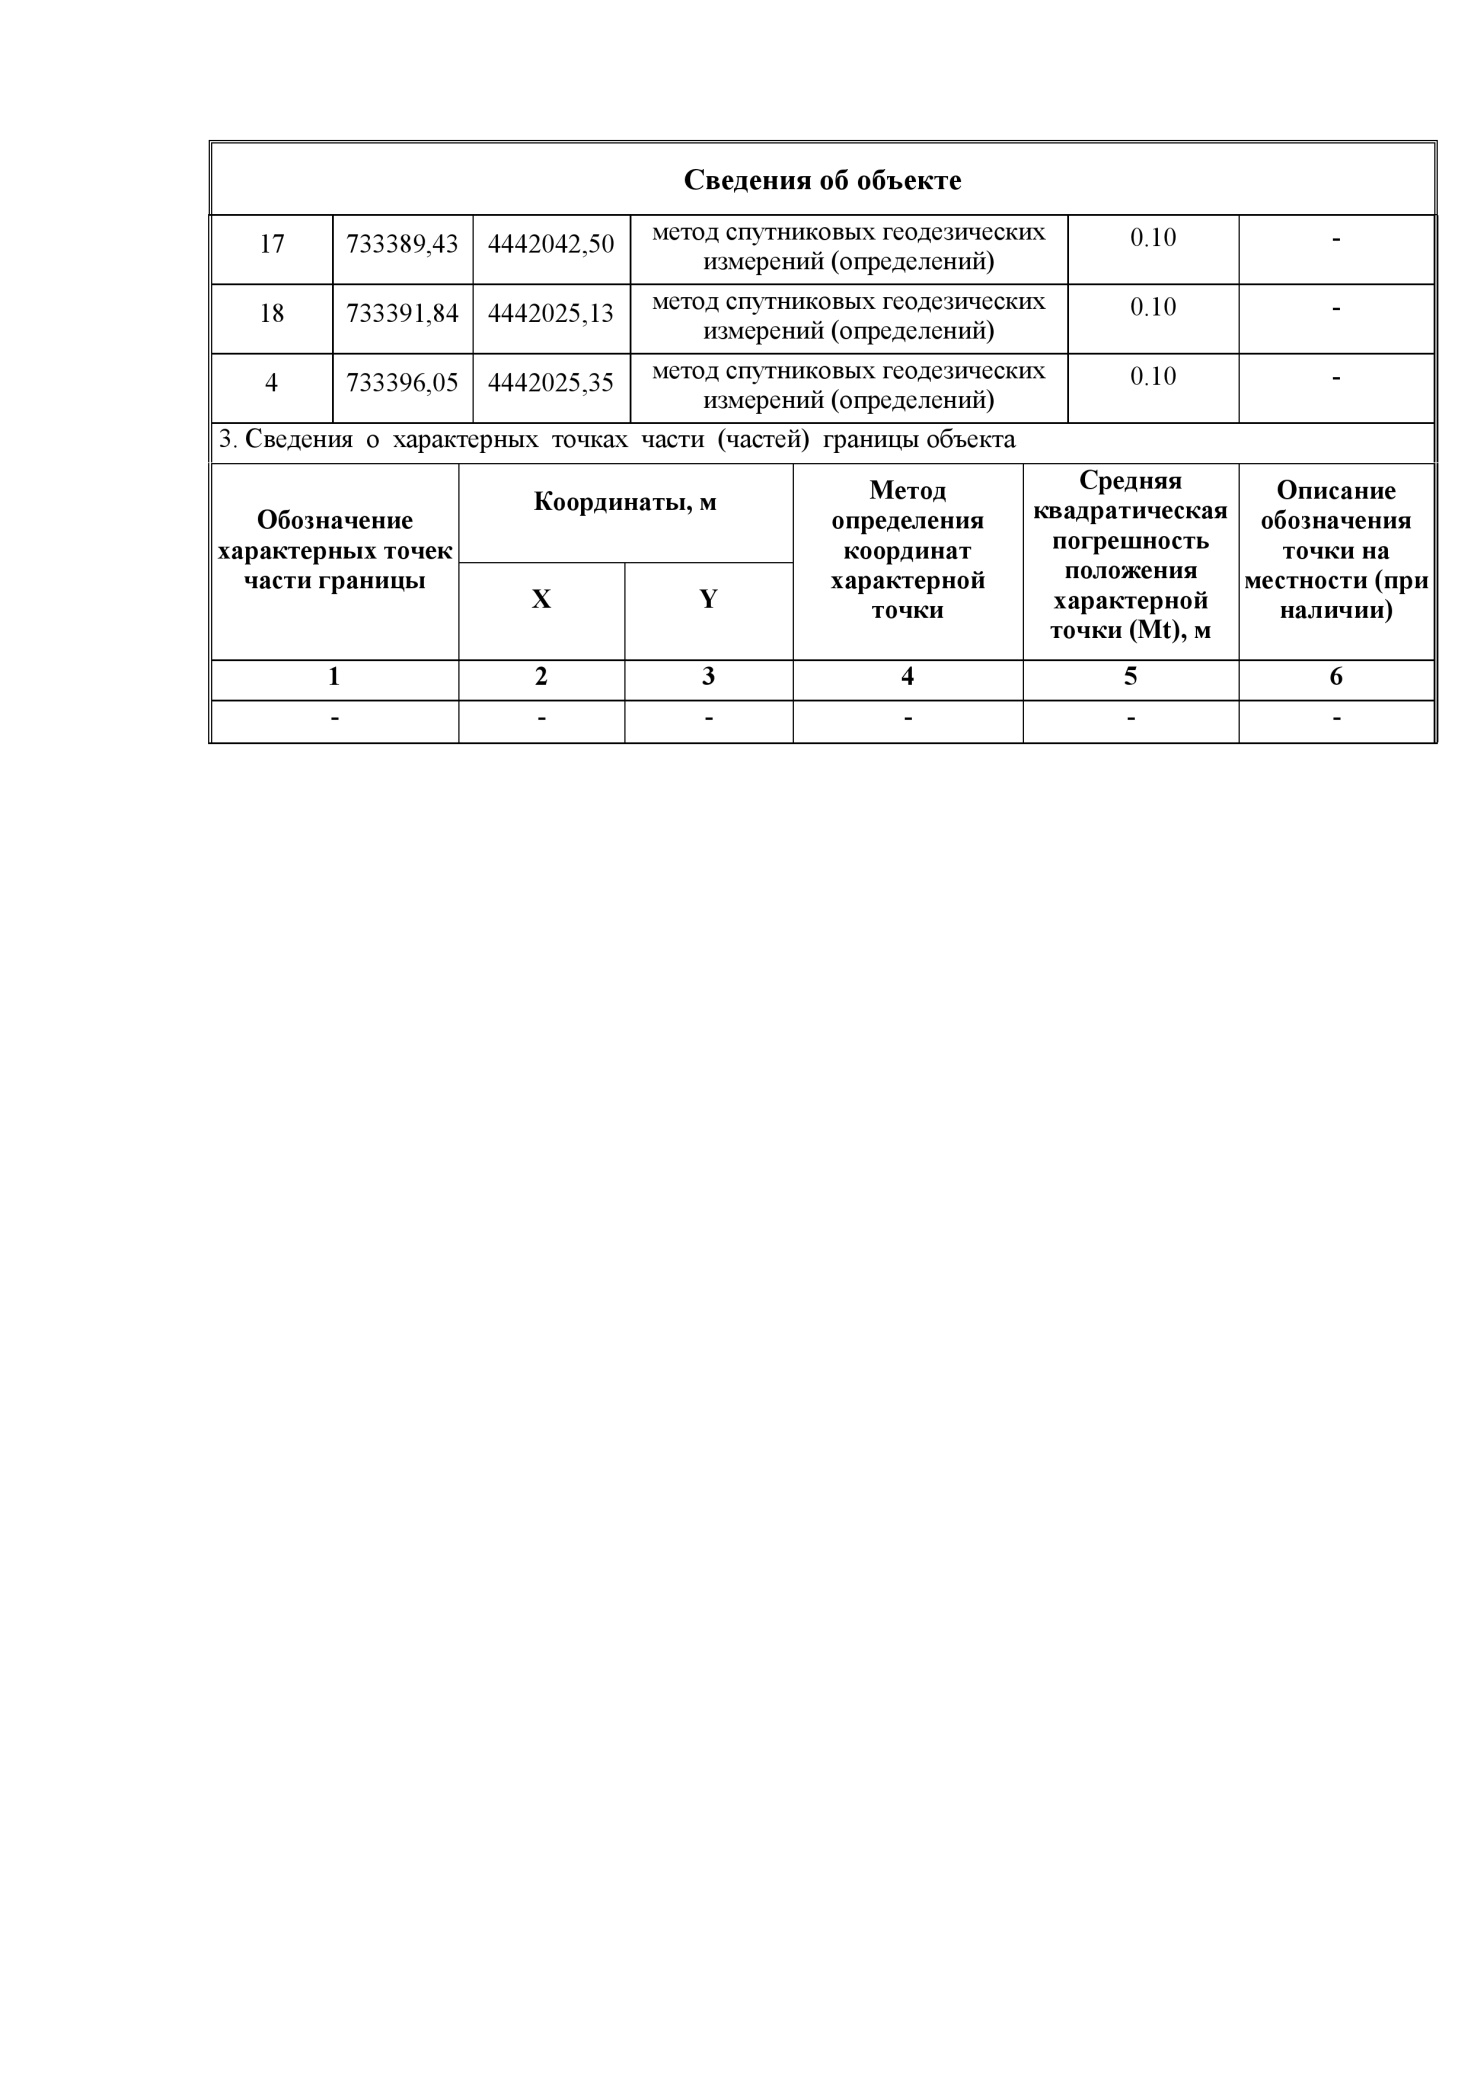 Сведения об объекте
17 733389,43 4442042,50 метод спутниковых геодезических измерений (определений) 0.10 -
18 733391,84 4442025,13 метод спутниковых геодезических измерений (определений) 0.10 -
4 733396,05 4442025,35 метод спутниковых геодезических измерений (определений) 0.10 -
3. Сведения о характерных точках части (частей) границы объекта
Обозначение
характерных точек
части границы
Координаты, м
X Y
Метод
определения
координат
характерной
точки
Средняя
квадратическая
погрешность
положения
характерной
точки (Mt), м
Описание
обозначения
точки на
местности (при
наличии)
1 2 3 4 5 6
- - - - - -